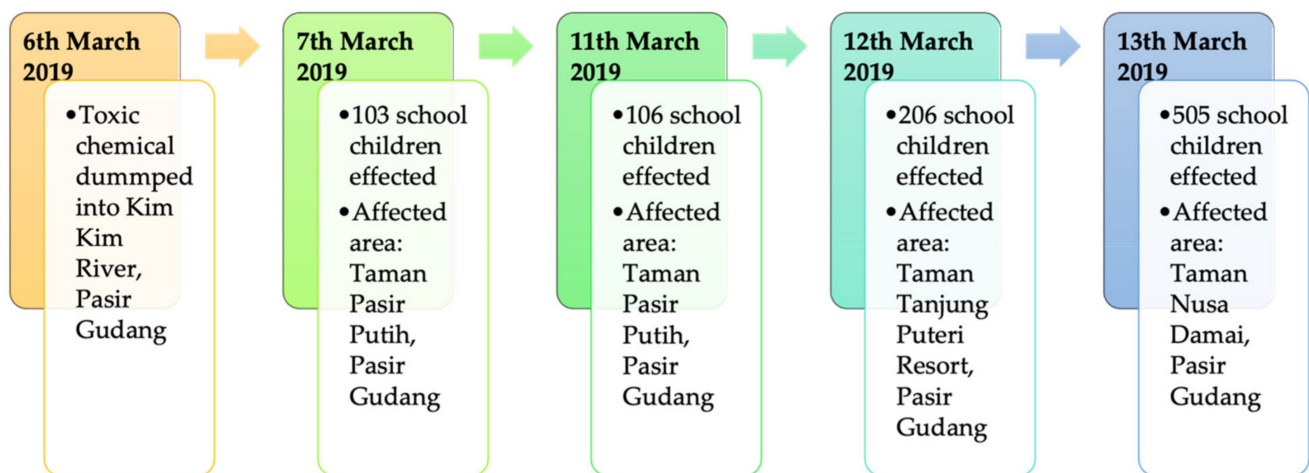 6th March
2019
•Toxic
chemical
dummped
into Kim
Kim
River,
Pasir
Gudang
7th March
2019
•103 school
children
effected
•Affected
area:
Taman
Pasir
Putih,
Pasir
Gudang
11th March
2019
•106 school
children
effected
•Affected
area:
Taman
Pasir
Putih,
Pasir
Gudang
12th March
2019
•206 school
children
effected
•Affected
area:
Taman
Tanjung
Puteri
Resort,
Pasir
Gudang
13th March
2019
•505 school
children
effected
•Affected
area:
Taman
Nusa
Damai,
Pasir
Gudang